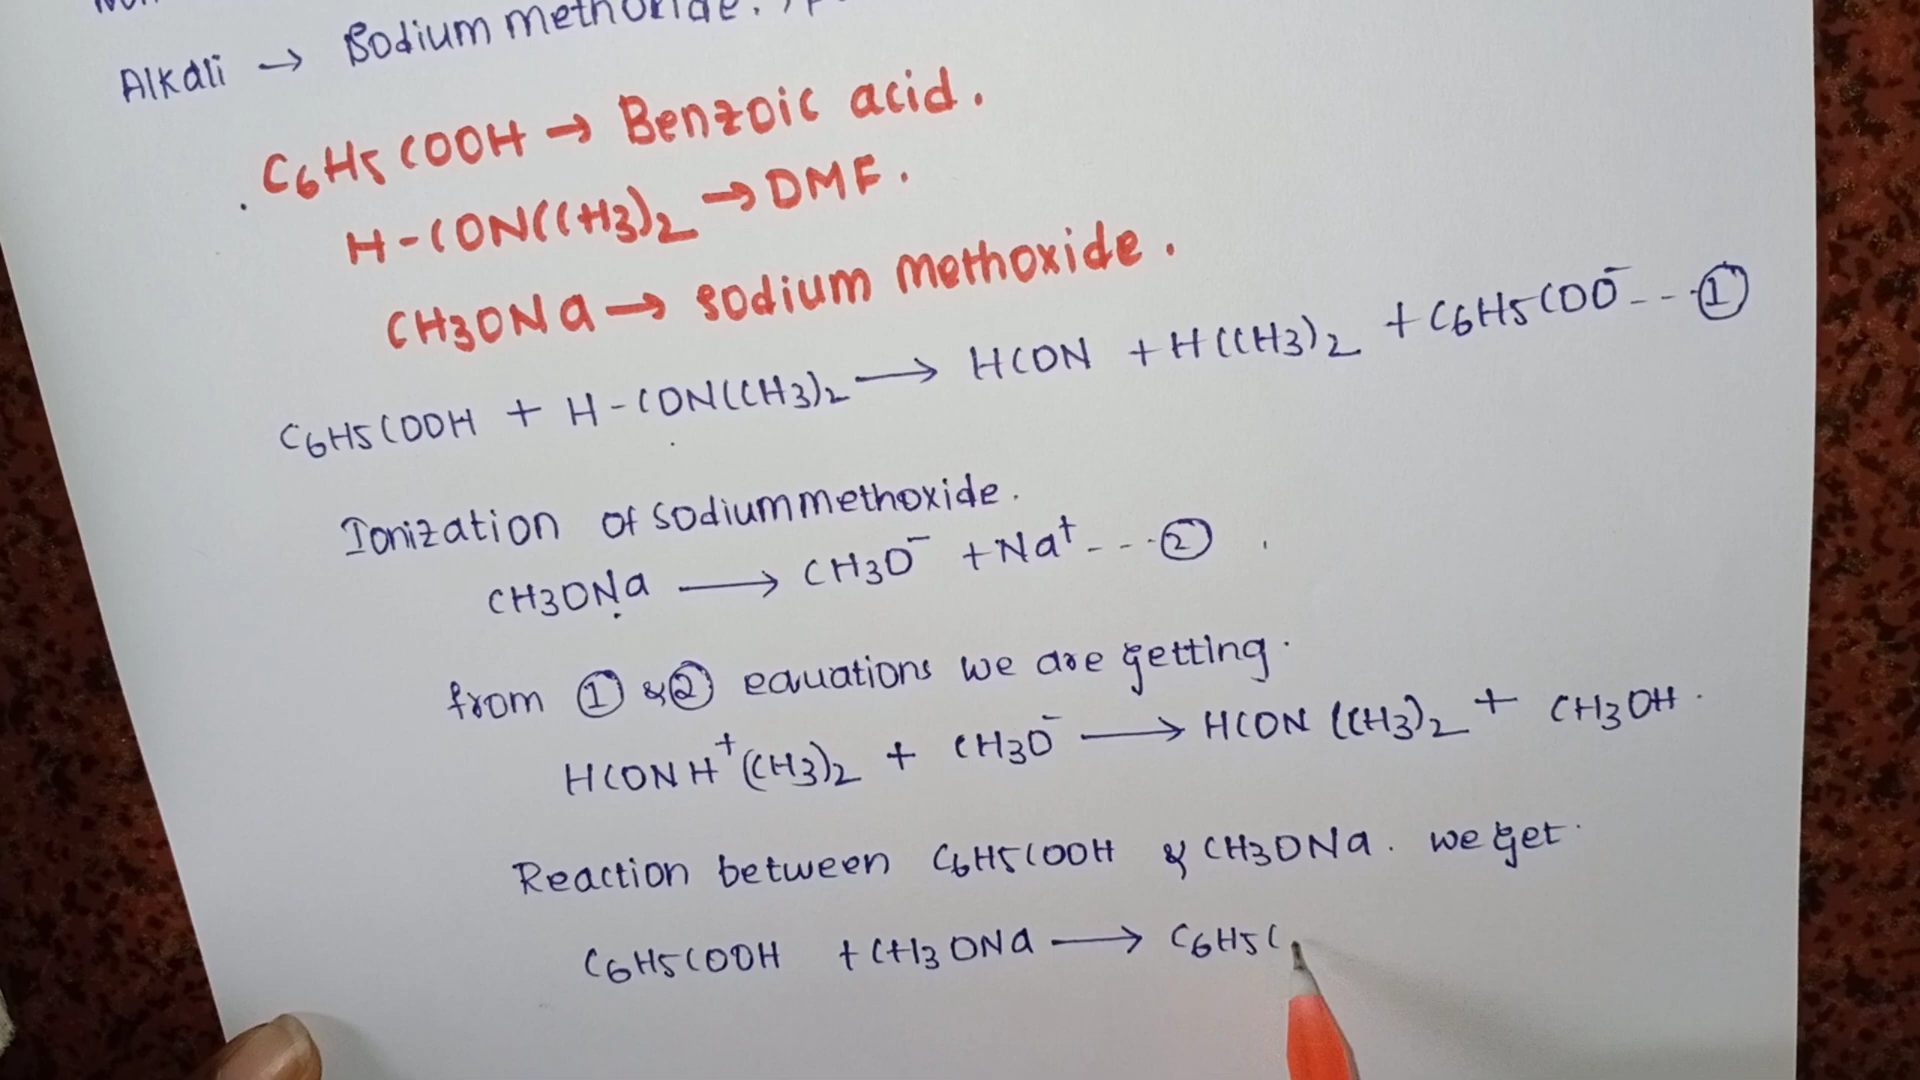 Alkali → Sodium methoxide.
C6H5COOH → Benzoic acid.
H-CON(CH3)2 → DMF.
CH3ONa → sodium methoxide.
C6H5COOH + H-CON(CH3)2 → HCON + H(CH3)2 + C6H5COO⁻ --- ①
Ionization of sodium methoxide.
CH3ONa → CH3O⁻ + Na⁺ --- ②
from ① & ② equations we are getting.
HCONH⁺(CH3)2 + CH3O⁻ → HCON(CH3)2 + CH3OH.
Reaction between C6H5COOH & CH3ONa. we get.
C6H5COOH + CH3ONa → C6H5C